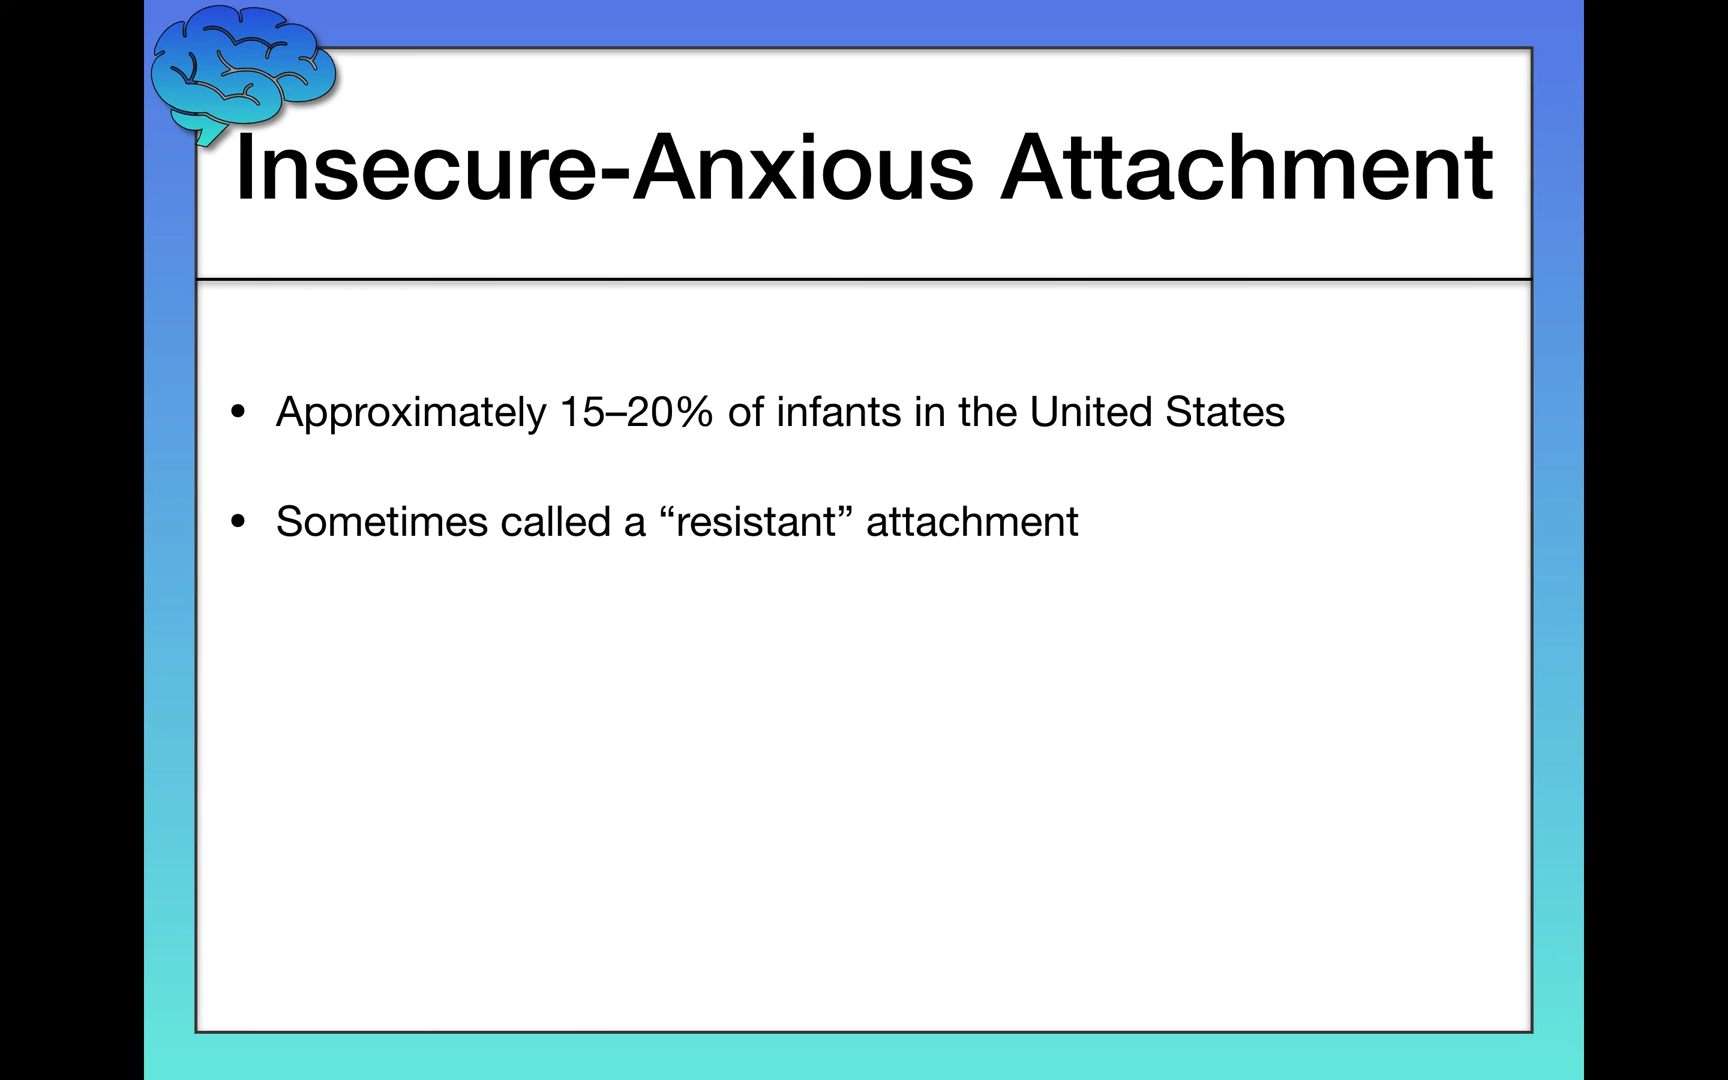 Insecure-Anxious Attachment
• Approximately 15–20% of infants in the United States
• Sometimes called a “resistant” attachment